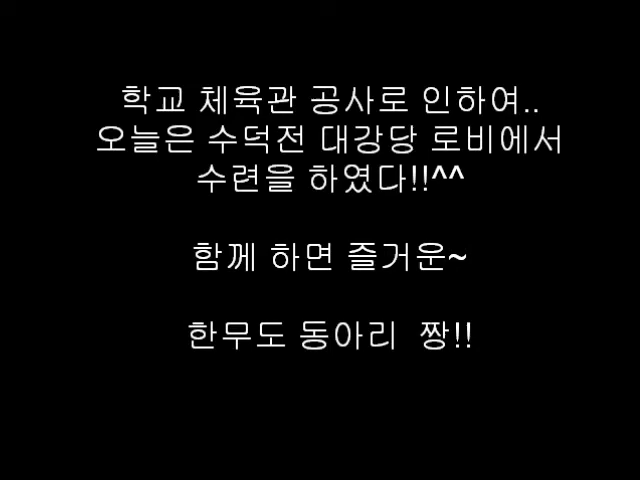 학교 체육관 공사로 인하여..
오늘은 수덕전 대강당 로비에서
수련을 하였다!!^^
함께 하면 즐거운~
한무도 동아리 짱!!